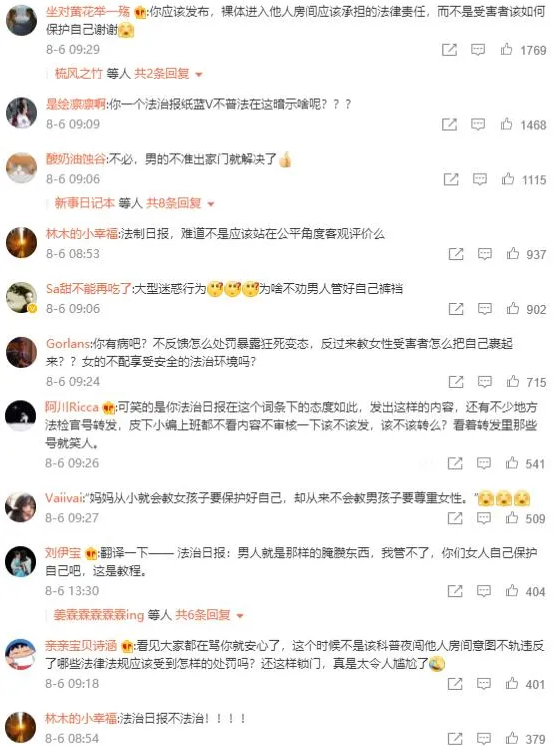 坐对黄花举一殇:你应该发布，裸体进入他人房间应该承担的法律责任，而不是受害者该如何
保护自己谢谢
8-6 09:29
1769
梳风之竹 等人 共2条回复
是绘凛凛啊:你一个法治报纸蓝V不普法在这暗示啥呢？？？
8-6 09:09
1468
酸奶油蚀谷:不必，男的不准出家门就解决了
8-6 09:06
1115
新事日记本 等人 共8条回复
林木的小幸福:法制日报，难道不是应该站在公平角度客观评价么
8-6 08:53
937
Sa甜不能再吃了:大型迷惑行为为啥不劝男人管好自己裤裆
8-6 09:06
902
Gorlans:你有病吧？不反馈怎么处罚暴露狂死变态，反过来教女性受害者怎么把自己裹起
来？？女的不配享受安全的法治环境吗？
8-6 09:24
715
阿川Ricca:可笑的是你法治日报在这个词条下的态度如此，发出这样的内容，还有不少地方
法检官号转发，皮下小编上班都不看内容不审核一下该不该发，该不该转么？看着转发里那些
号就笑人。
8-6 09:26
541
Vaiivai:“妈妈从小就会教女孩子要保护好自己，却从来不会教男孩子要尊重女性。”
8-6 09:27
509
刘伊宝:翻译一下—— 法治日报：男人就是那样的腌臜东西，我管不了，你们女人自己保护
自己吧，这是教程。
8-6 13:30
404
姜霖霖霖霖霖ing 等人 共6条回复
亲亲宝贝诗涵:看见大家都在骂你就安心了，这个时候不是该科普夜闯他人房间意图不轨违反
了哪些法律法规应该受到怎样的处罚吗？还这样锁门，真是太令人尴尬了
8-6 09:18
401
林木的小幸福:法治日报不法治！！！！
8-6 08:54
379